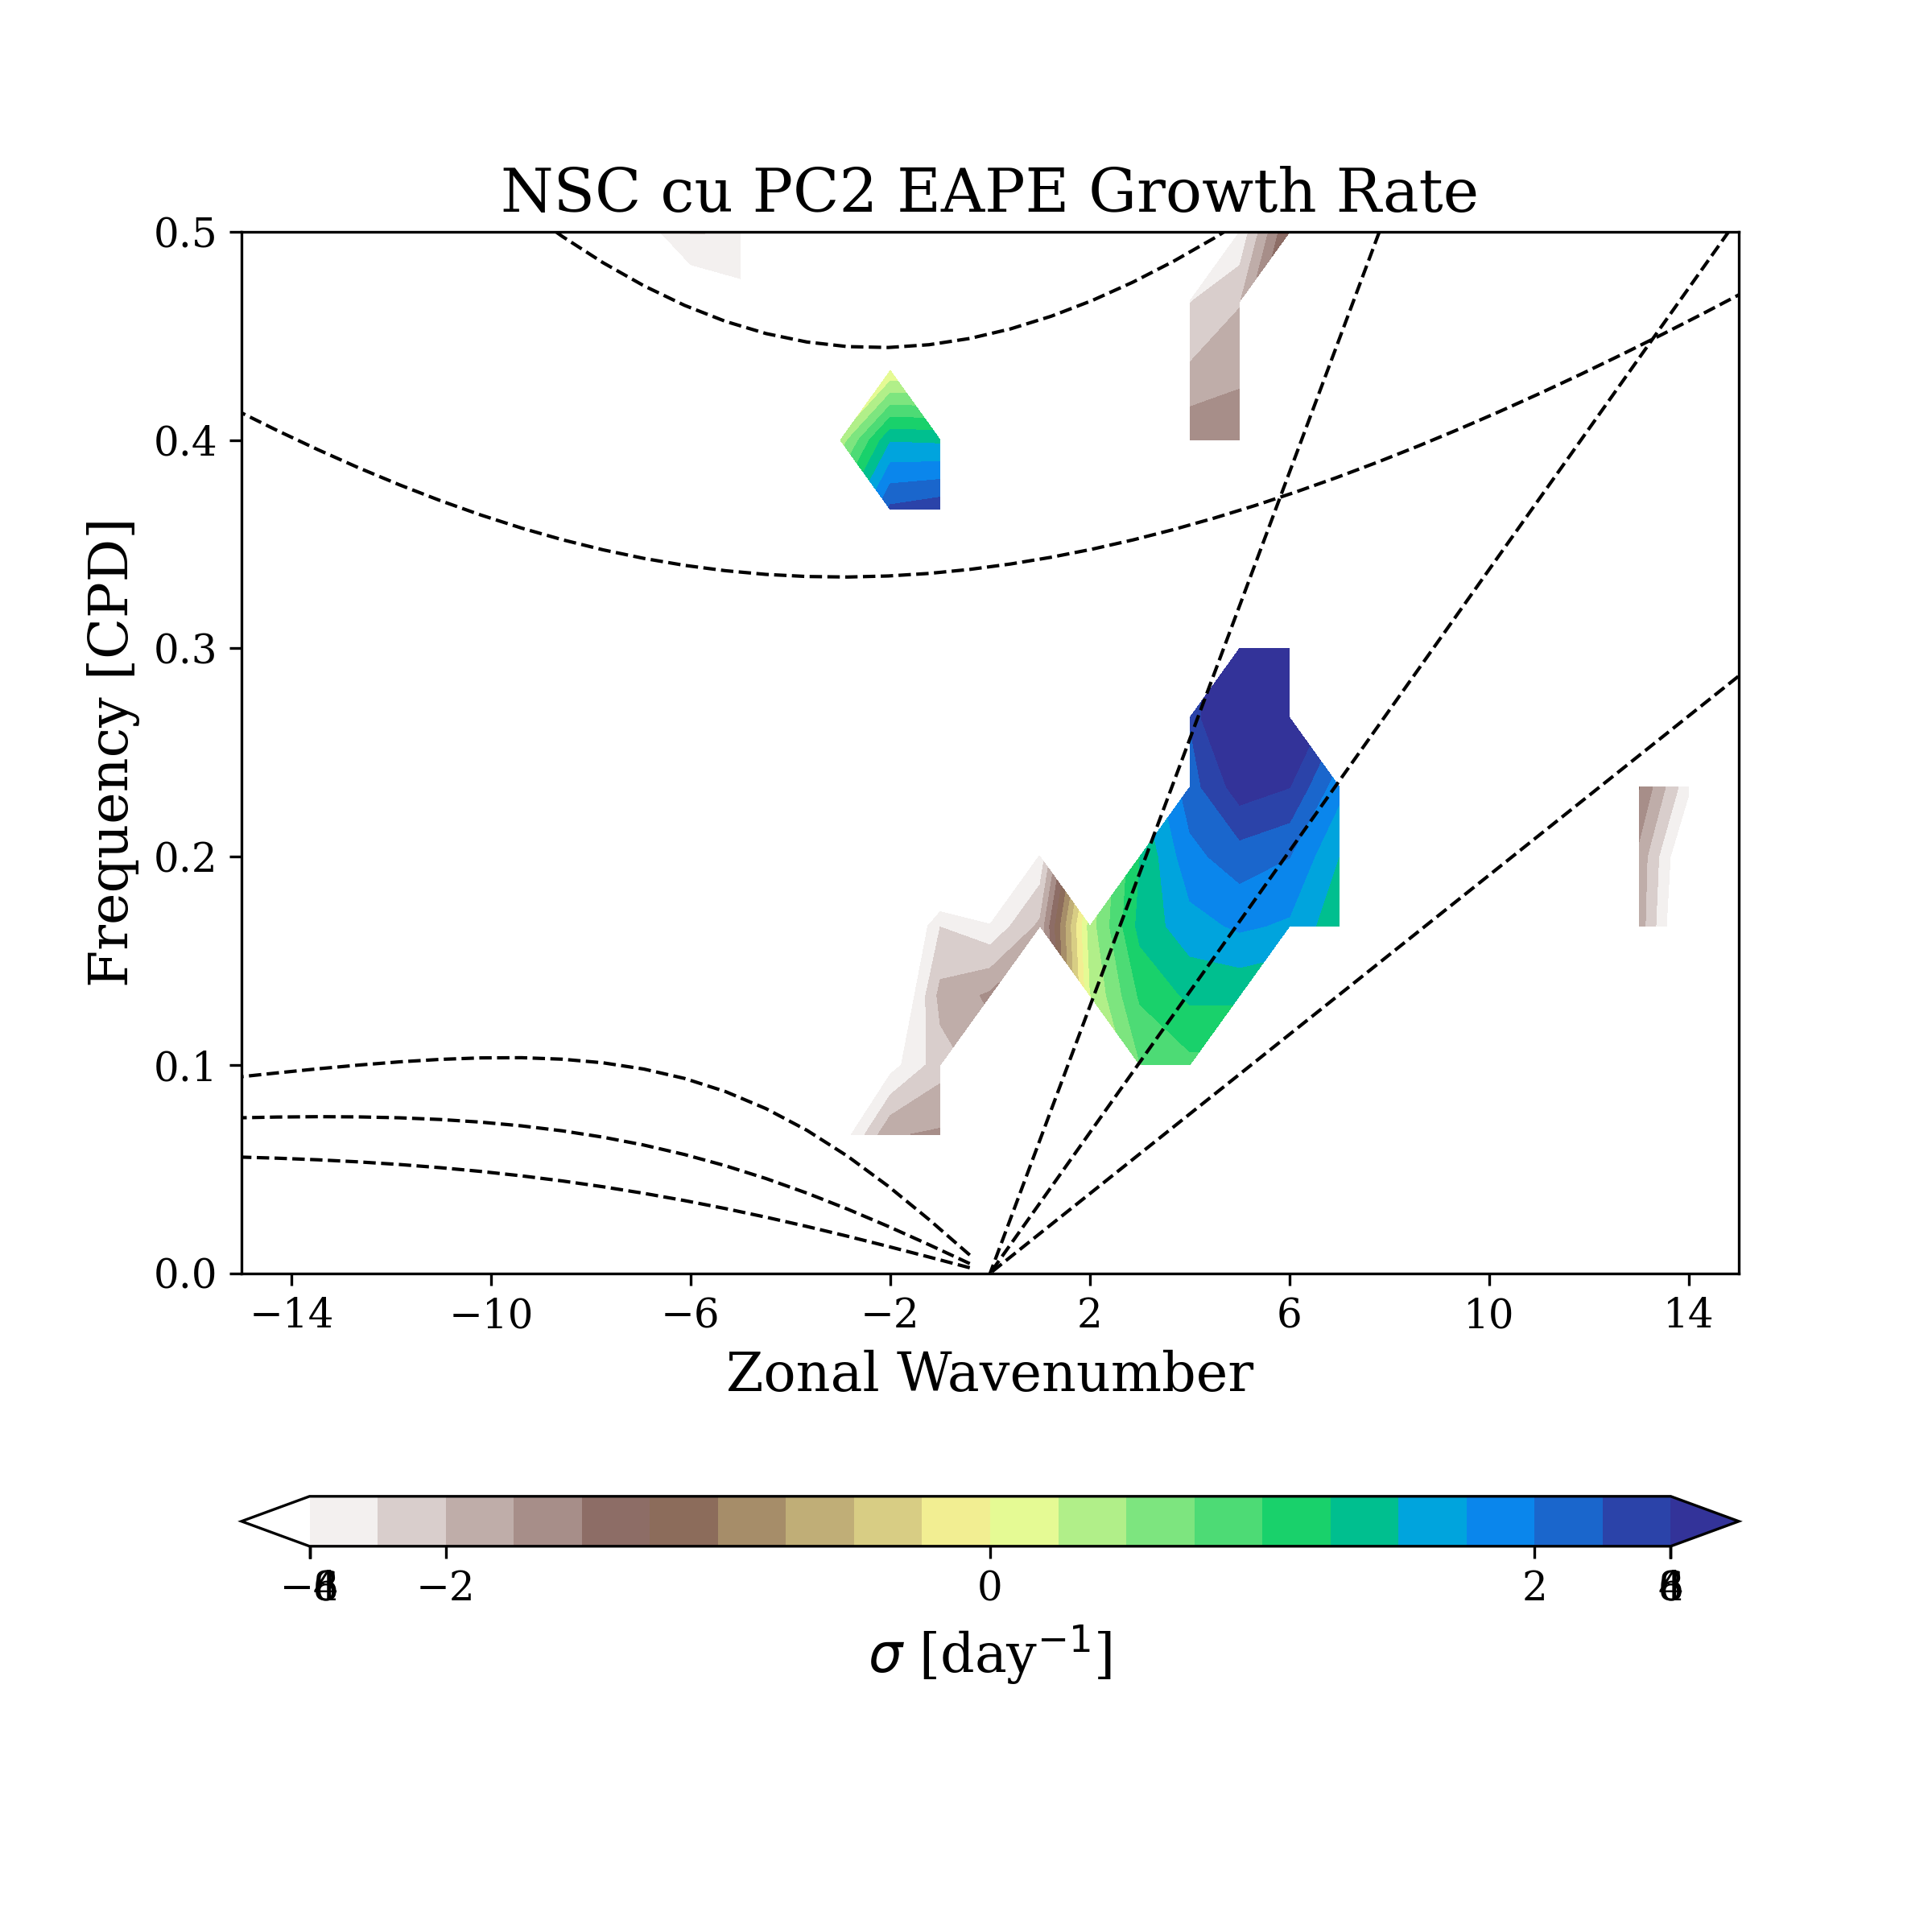 NSC cu PC2 EAPE Growth Rate
0.5
0.4
0.3
0.2
0.1
0.0
Frequency [CPD]
−14 −10 −6 −2 2 6 10 14
Zonal Wavenumber
−2 0 2
σ [day⁻¹]